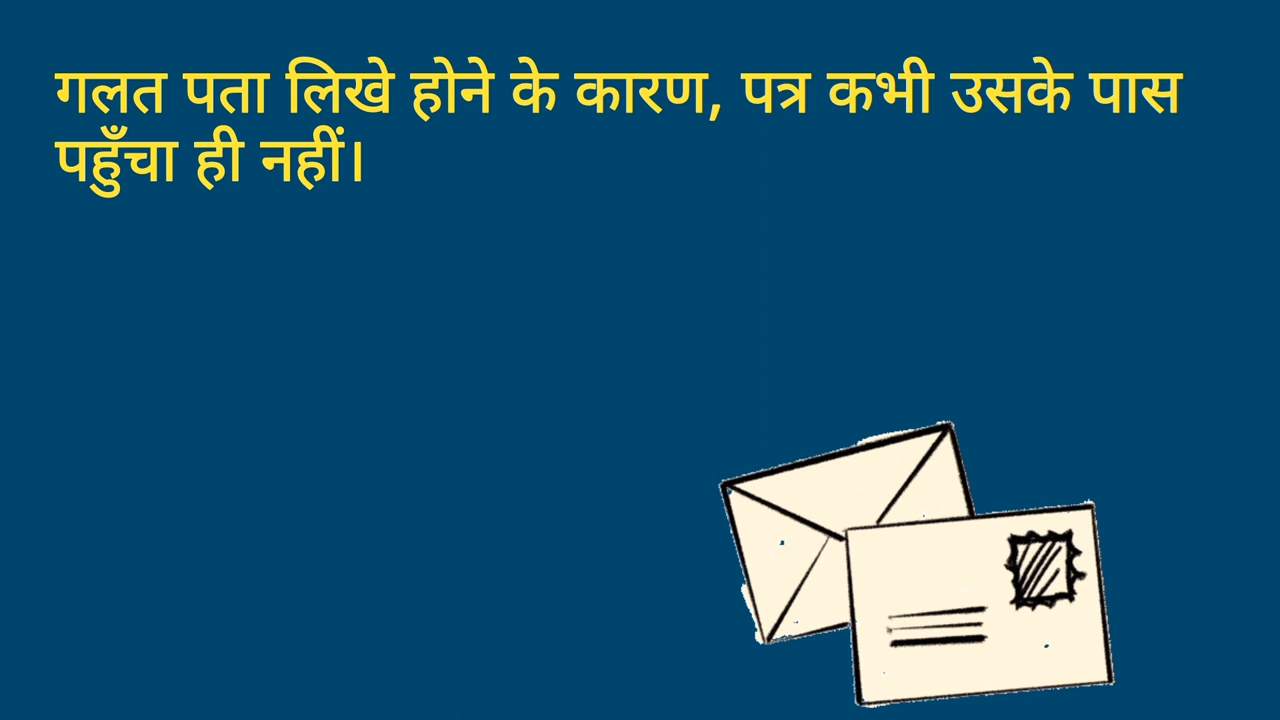 गलत पता लिखे होने के कारण, पत्र कभी उसके पास
पहुँचा ही नहीं।